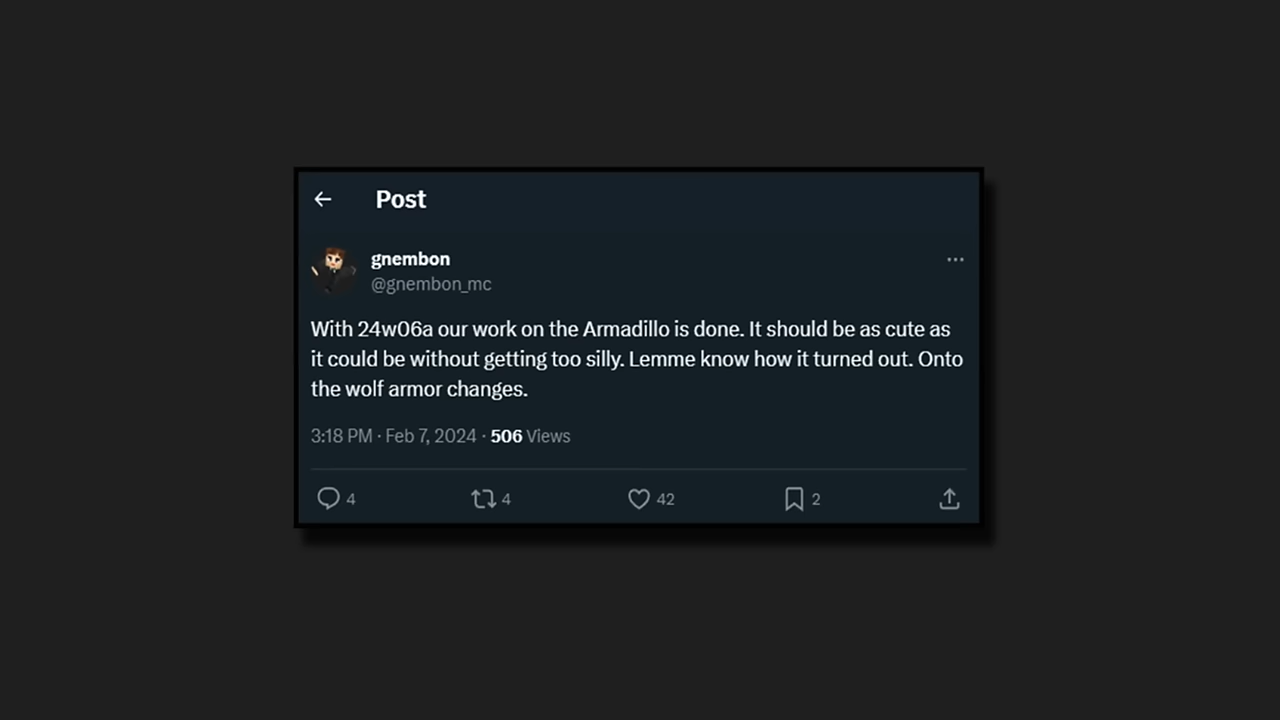 Post
gnembon
@gnembon_mc
With 24w06a our work on the Armadillo is done. It should be as cute as
it could be without getting too silly. Lemme know how it turned out. Onto
the wolf armor changes.
3:18 PM · Feb 7, 2024 · 506 Views
4 4 42 2